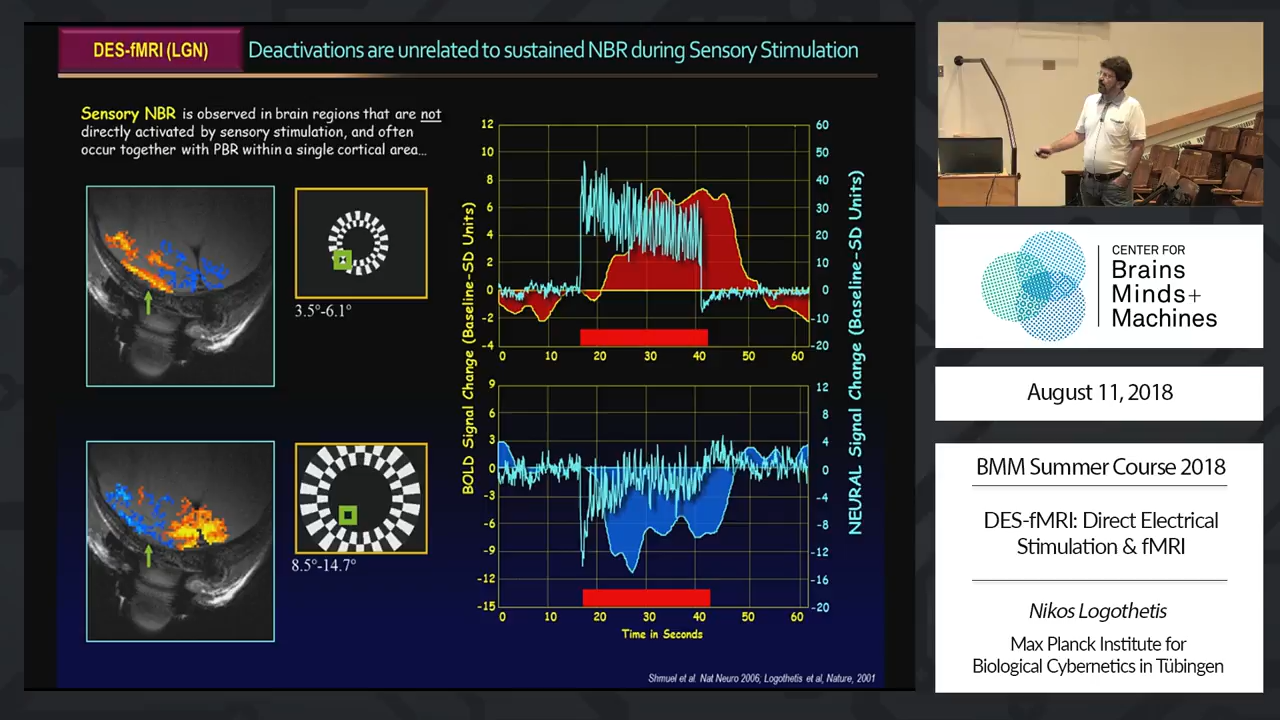 DES-fMRI (LGN)
Deactivations are unrelated to sustained NBR during Sensory Stimulation
Sensory NBR is observed in brain regions that are not
directly activated by sensory stimulation, and often
occur together with PBR within a single cortical area...
3.5°-6.1°
8.5°-14.7°
BOLD Signal Change (Baseline-SD Units)
12
10
8
6
4
2
0
-2
-4
60
50
40
30
20
10
0
-10
-20
0 10 20 30 40 50 60
9
6
3
0
-3
-6
-9
-12
-15
12
8
4
0
-4
-8
-12
-16
-20
0 10 20 30 40 50 60
Time in Seconds
NEURAL Signal Change (Baseline-SD Units)
Shmuel et al. Nat Neuro 2006, Logothetis et al, Nature, 2001
CENTER FOR
Brains
Minds+
Machines
August 11, 2018
BMM Summer Course 2018
DES-fMRI: Direct Electrical
Stimulation & fMRI
Nikos Logothetis
Max Planck Institute for
Biological Cybernetics in Tübingen